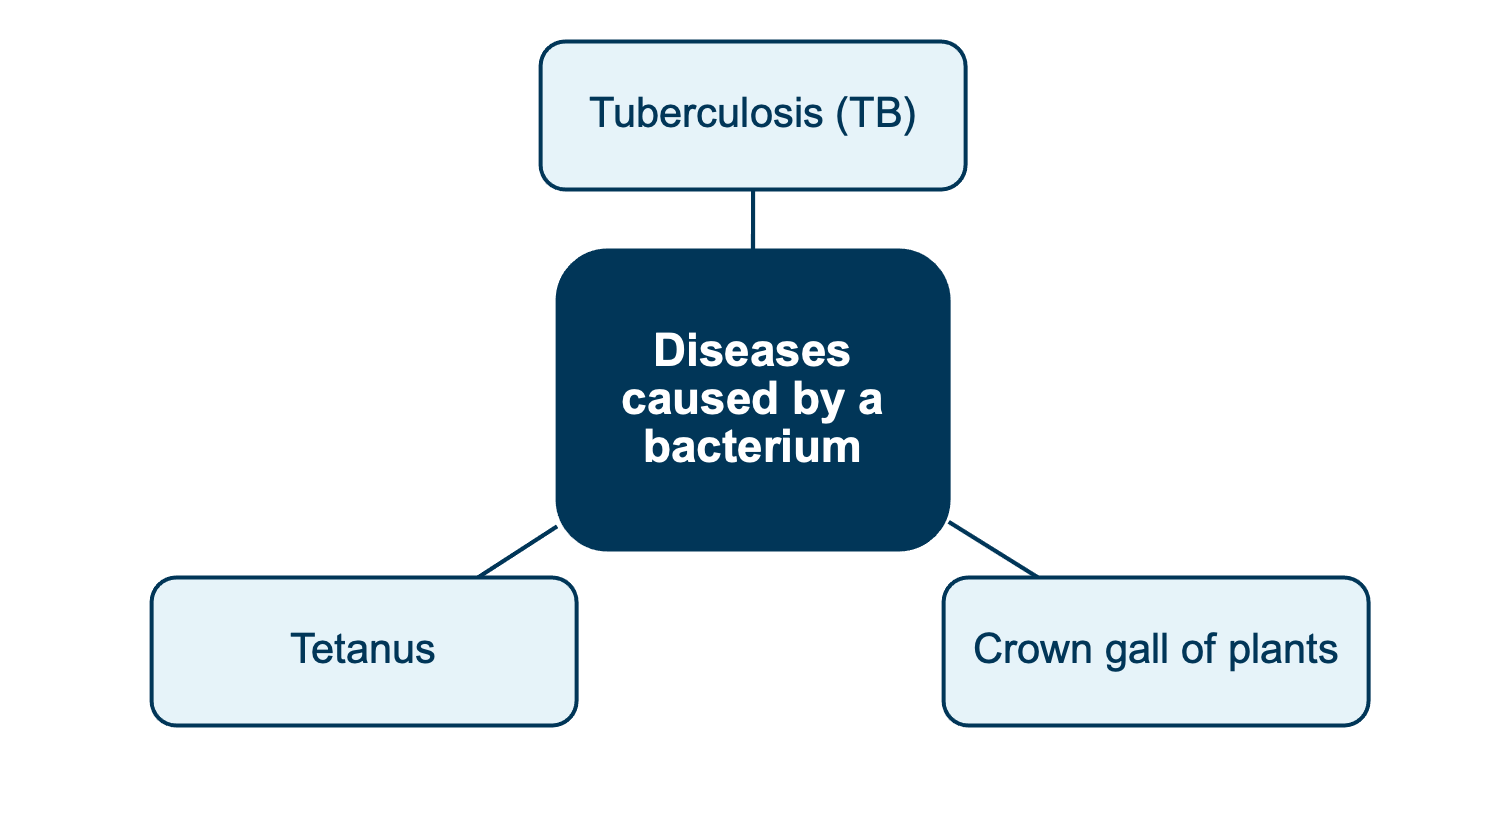 Tuberculosis (TB)
Diseases
caused by a
bacterium
Tetanus
Crown gall of plants